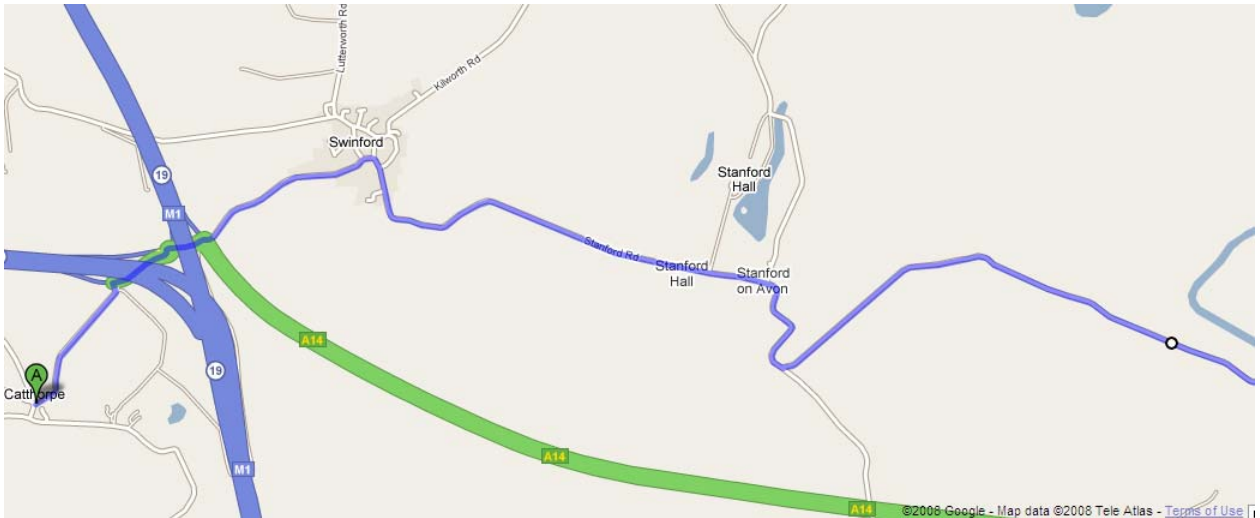 Lutterworth Rd
Kilworth Rd
Swinford
19
M1
Stanford
Hall
Stanford Rd
Stanford
Hall
Stanford
on Avon
A14
19
A
Catthorpe
A14
M1
A14
©2008 Google - Map data ©2008 Tele Atlas - Terms of Use